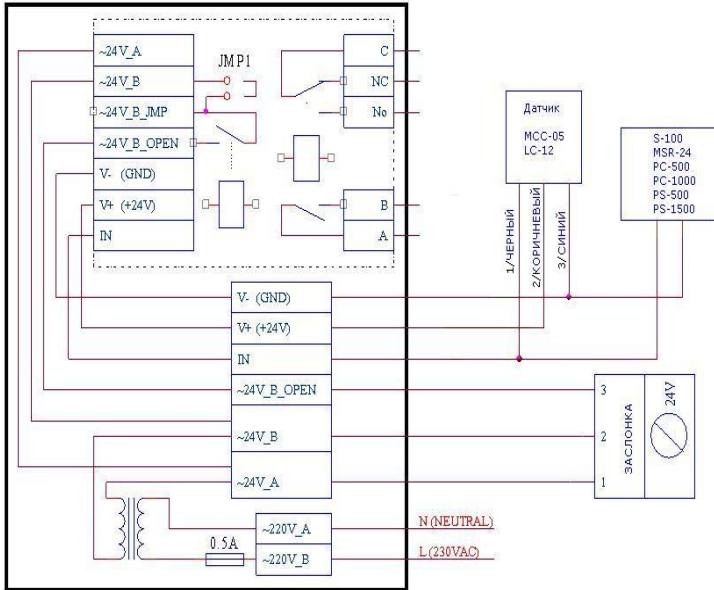 ~24V_A
~24V_B
~24V_B_JMP
~24V_B_OPEN
V- (GND)
V+ (+24V)
IN
JMP1
C
NC
No
B
A
Датчик
MCC-05
LC-12
S-100
MSR-24
PC-500
PC-1000
PS-500
PS-1500
1/ЧЕРНЫЙ
2/КОРИЧНЕВЫЙ
3/СИНИЙ
V- (GND)
V+ (+24V)
IN
~24V_B_OPEN
~24V_B
~24V_A
3
2
1
ЗАСЛОНКА
24V
0.5A
~220V_A
~220V_B
N (NEUTRAL)
L (230VAC)